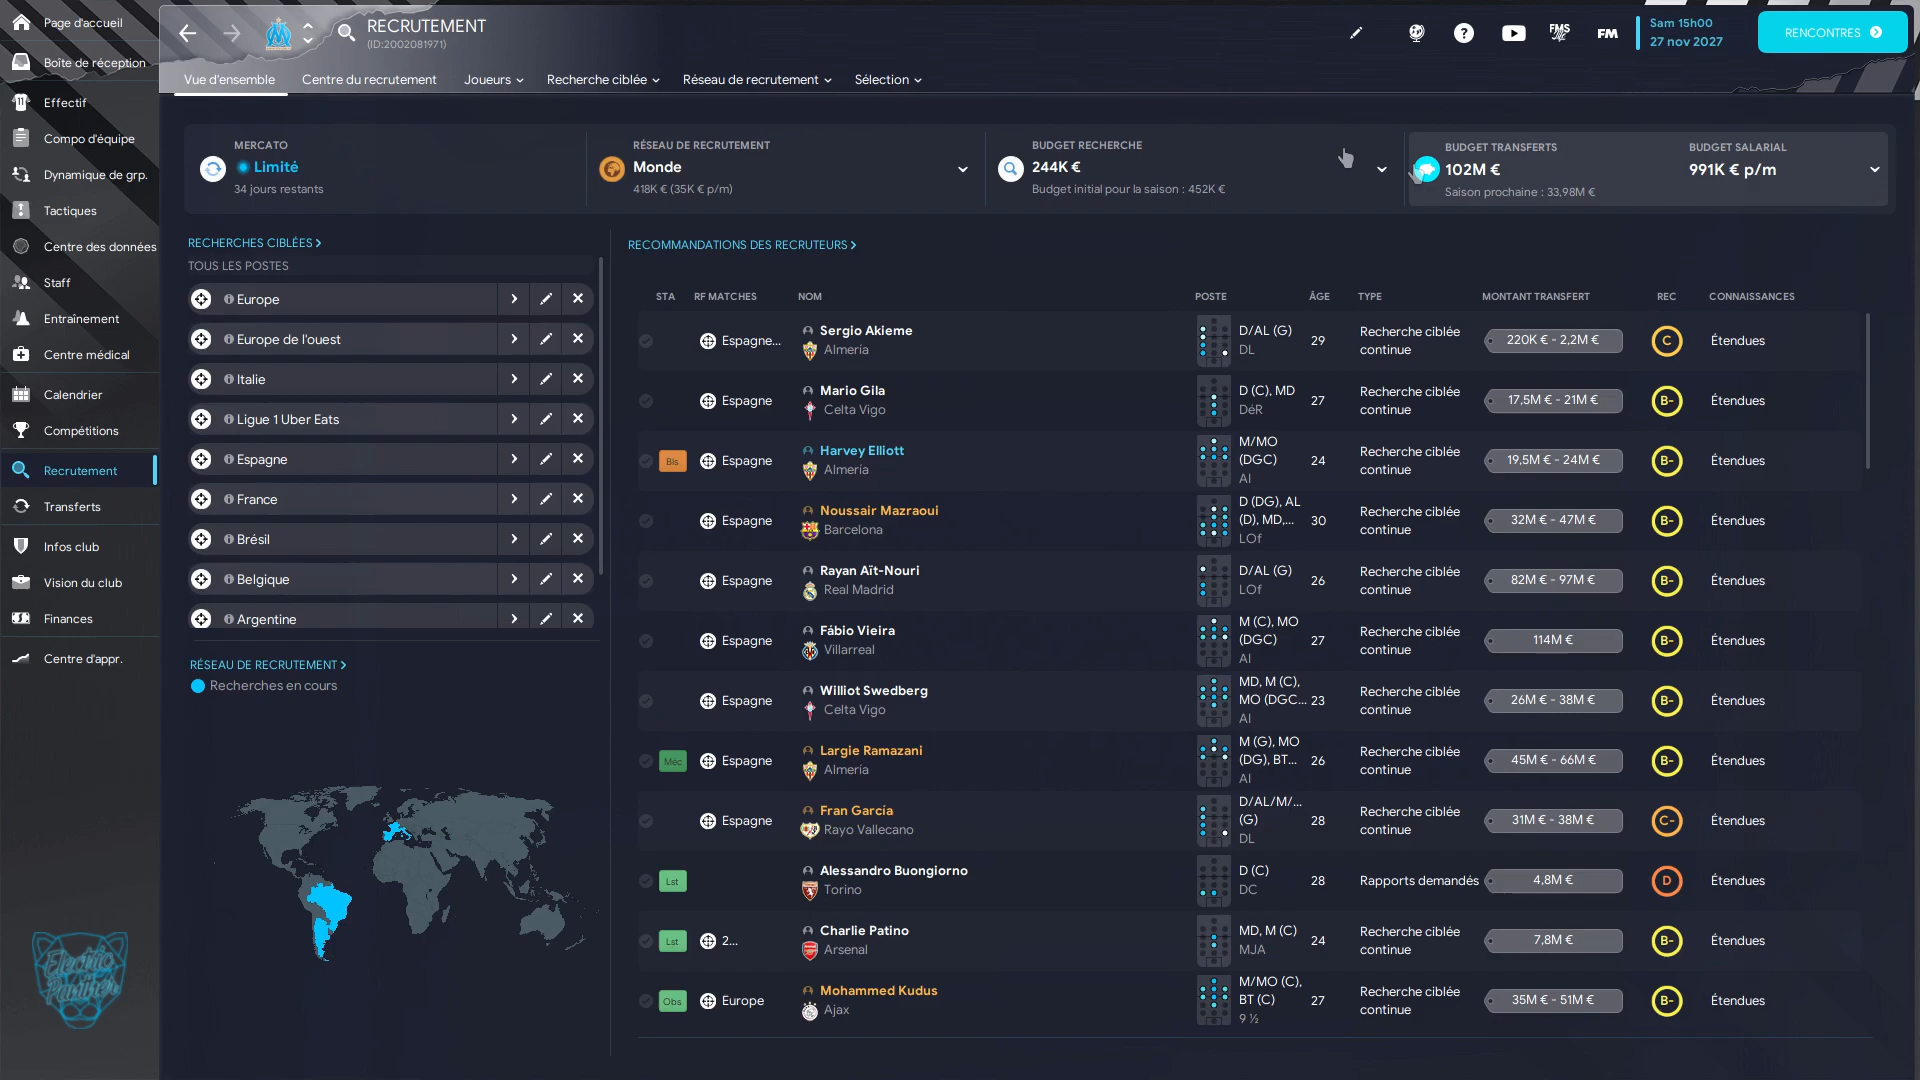 Page d'accueil
Boîte de réception
Effectif
Compo d'équipe
Dynamique de grp.
Tactiques
Centre des données
Staff
Entraînement
Centre médical
Calendrier
Compétitions
Recrutement
Transferts
Infos club
Vision du club
Finances
Centre d'appr.
Electric Panther
RECRUTEMENT
(ID:2002081971)
FMS
FM
Sam 15h00
27 nov 2027
RENCONTRES
Vue d'ensemble Centre du recrutement Joueurs Recherche ciblée Réseau de recrutement Sélection
MERCATO
Limité
34 jours restants
RÉSEAU DE RECRUTEMENT
Monde
418K € (35K € p/m)
BUDGET RECHERCHE
244K €
Budget initial pour la saison : 452K €
BUDGET TRANSFERTS
102M €
Saison prochaine : 33,98M €
BUDGET SALARIAL
991K € p/m
RECHERCHES CIBLÉES
TOUS LES POSTES
Europe
Europe de l'ouest
Italie
Ligue 1 Uber Eats
Espagne
France
Brésil
Belgique
Argentine
RÉSEAU DE RECRUTEMENT
Recherches en cours
RECOMMANDATIONS DES RECRUTEURS
STA RF MATCHES NOM POSTE ÂGE TYPE MONTANT TRANSFERT REC CONNAISSANCES
Espagne... Sergio Akieme Almería D/AL (G) DL 29 Recherche ciblée continue 220K € - 2,2M € C Étendues
Espagne Mario Gila Celta Vigo D (C), MD DéR 27 Recherche ciblée continue 17,5M € - 21M € B- Étendues
Bls Espagne Harvey Elliott Almería M/MO (DGC) AI 24 Recherche ciblée continue 19,5M € - 24M € B- Étendues
Espagne Noussair Mazraoui Barcelona D (DG), AL (D), MD,... LOf 30 Recherche ciblée continue 32M € - 47M € B- Étendues
Espagne Rayan Aït-Nouri Real Madrid D/AL (G) LOf 26 Recherche ciblée continue 82M € - 97M € B- Étendues
Espagne Fábio Vieira Villarreal M (C), MO (DGC) AI 27 Recherche ciblée continue 114M € B- Étendues
Espagne Williot Swedberg Celta Vigo MD, M (C), MO (DGC... AI 23 Recherche ciblée continue 26M € - 38M € B- Étendues
Méc Espagne Largie Ramazani Almería M (G), MO (DG), BT... AI 26 Recherche ciblée continue 45M € - 66M € B- Étendues
Espagne Fran García Rayo Vallecano D/AL/M/... (G) DL 28 Recherche ciblée continue 31M € - 38M € C- Étendues
Lst Alessandro Buongiorno Torino D (C) DC 28 Rapports demandés 4,8M € D Étendues
Lst 2... Charlie Patino Arsenal MD, M (C) MJA 24 Recherche ciblée continue 7,8M € B- Étendues
Obs Europe Mohammed Kudus Ajax M/MO (C), BT (C) 9 ½ 27 Recherche ciblée continue 35M € - 51M € B- Étendues